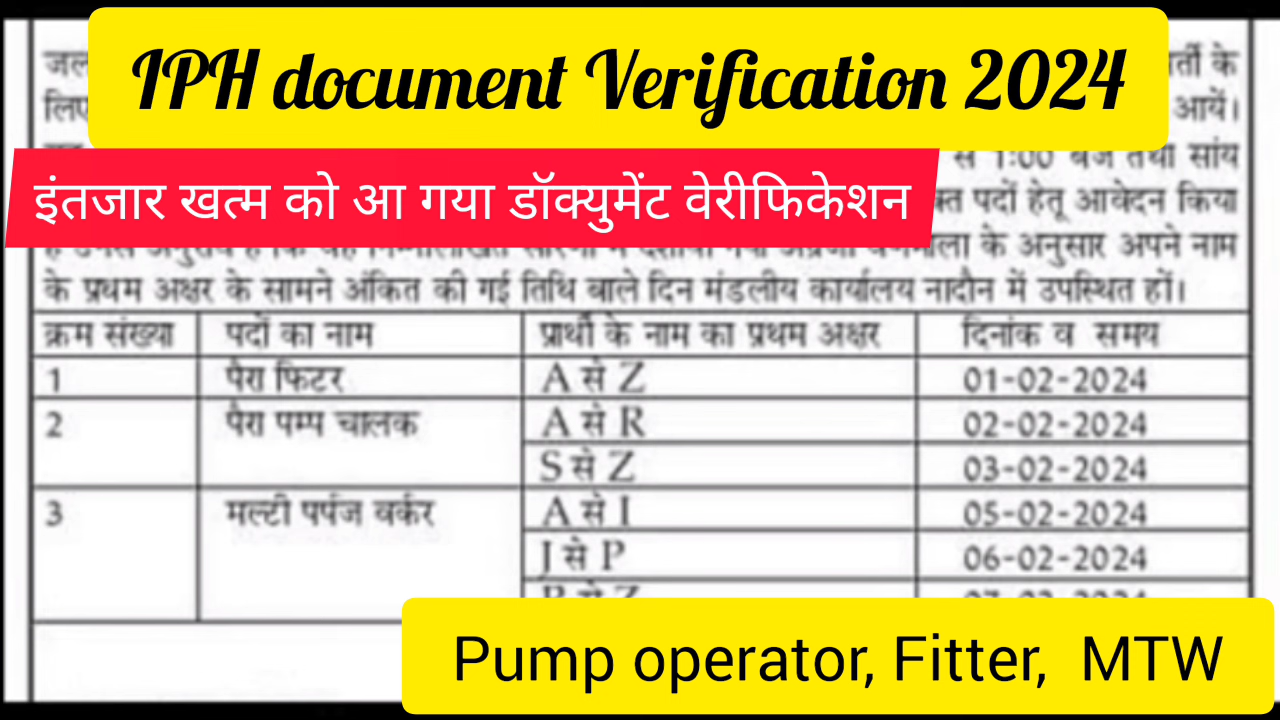 IPH document Verification 2024
जल
र्ती के
लिए
आयें।
इंतजार खत्म को आ गया डॉक्युमेंट वेरीफिकेशन
से 1:00 बजे तथा सांय
क्त पदों हेतू आवेदन किया
के अनुसार अपने नाम
के प्रथम अक्षर के सामने अंकित की गई तिथि बाले दिन मंडलीय कार्यालय नादौन में उपस्थित हों।
क्रम संख्या पदों का नाम प्रार्थी के नाम का प्रथम अक्षर दिनांक व समय
1 पैरा फिटर A से Z 01-02-2024
2 पैरा पम्प चालक A से R 02-02-2024
S से Z 03-02-2024
3 मल्टी पर्पज वर्कर A से I 05-02-2024
J से P 06-02-2024
Pump operator, Fitter, MTW